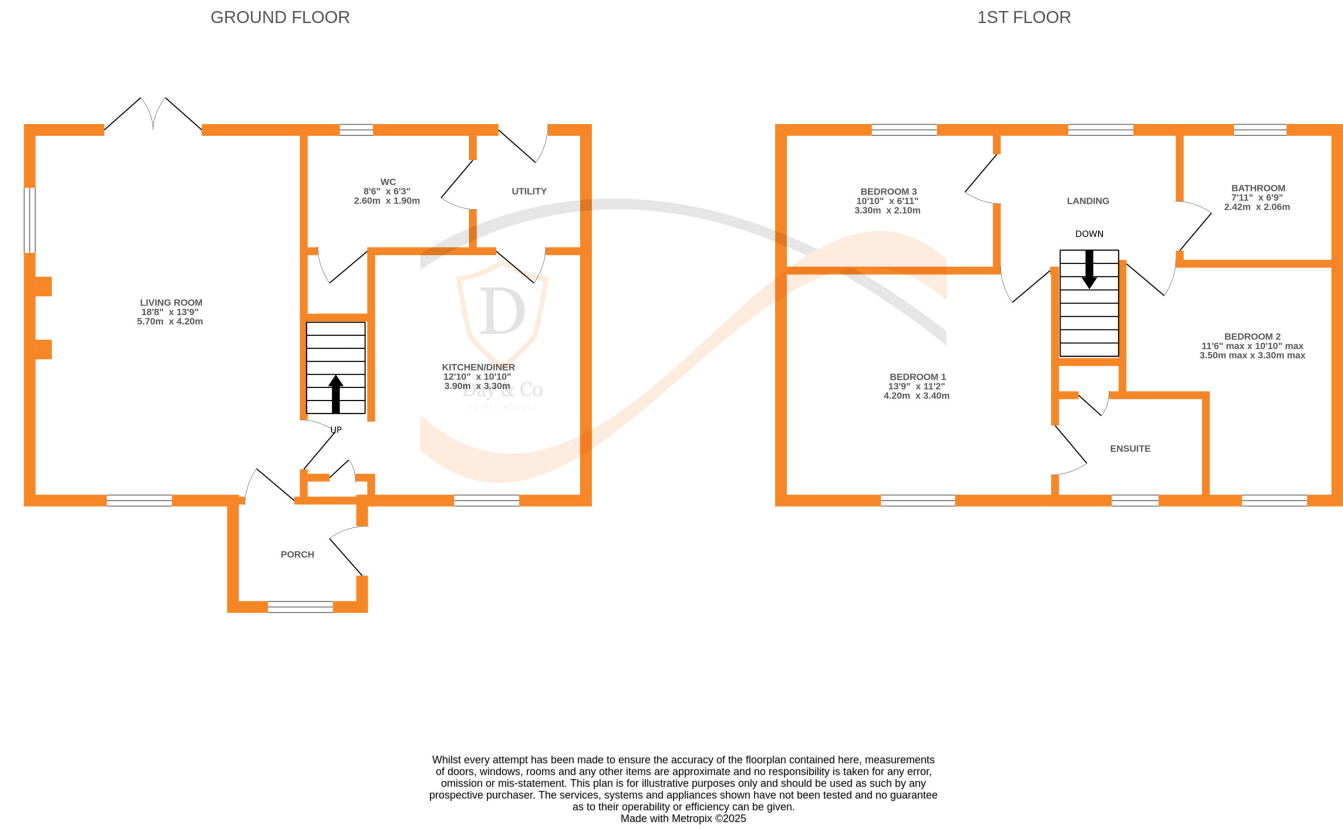 GROUND FLOOR
1ST FLOOR
WC
8'6" x 6'3"
2.60m x 1.90m
UTILITY
LIVING ROOM
18'8" x 13'9"
5.70m x 4.20m
KITCHEN/DINER
12'10" x 10'10"
3.90m x 3.30m
D
Day & Co
ESTATE AGENTS
UP
PORCH
BEDROOM 3
10'10" x 6'11"
3.30m x 2.10m
LANDING
DOWN
BATHROOM
7'11" x 6'9"
2.42m x 2.06m
BEDROOM 2
11'6" max x 10'10" max
3.50m max x 3.30m max
BEDROOM 1
13'9" x 11'2"
4.20m x 3.40m
ENSUITE
Whilst every attempt has been made to ensure the accuracy of the floorplan contained here, measurements
of doors, windows, rooms and any other items are approximate and no responsibility is taken for any error,
omission or mis-statement. This plan is for illustrative purposes only and should be used as such by any
prospective purchaser. The services, systems and appliances shown have not been tested and no guarantee
as to their operability or efficiency can be given.
Made with Metropix ©2025